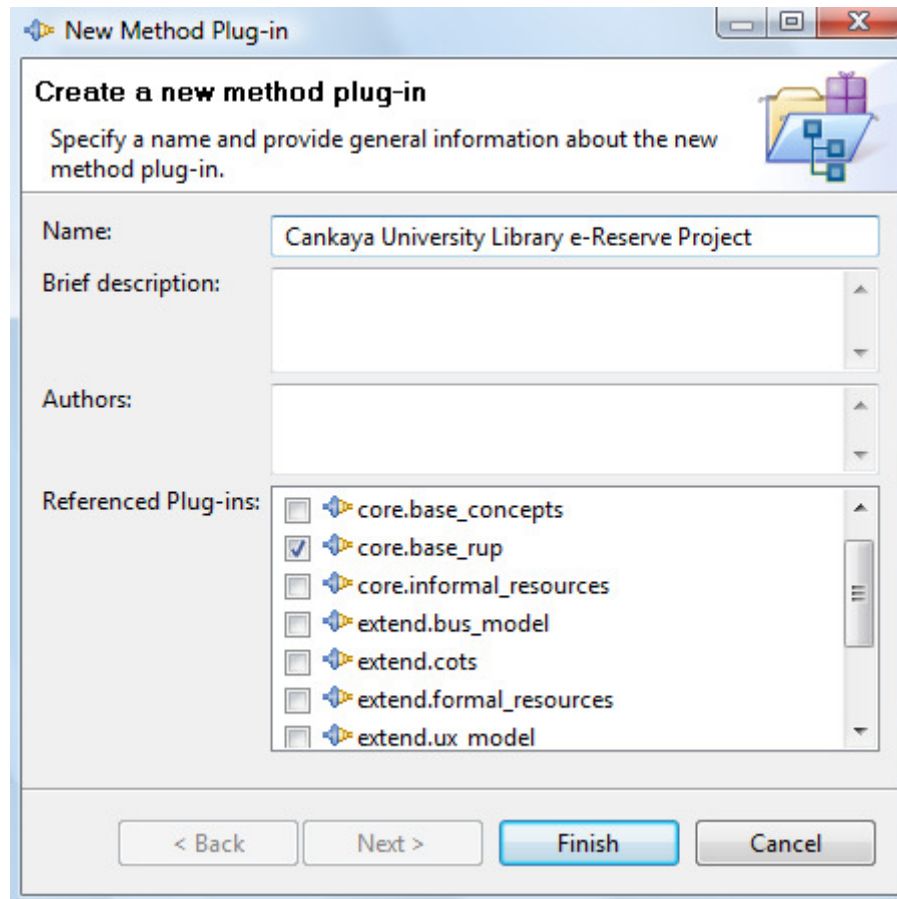 New Method Plug-in
Create a new method plug-in
Specify a name and provide general information about the new
method plug-in.
Name:
Cankaya University Library e-Reserve Project
Brief description:
Authors:
Referenced Plug-ins:
core.base_concepts
core.base_rup
core.informal_resources
extend.bus_model
extend.cots
extend.formal_resources
extend.ux_model
< Back
Next >
Finish
Cancel